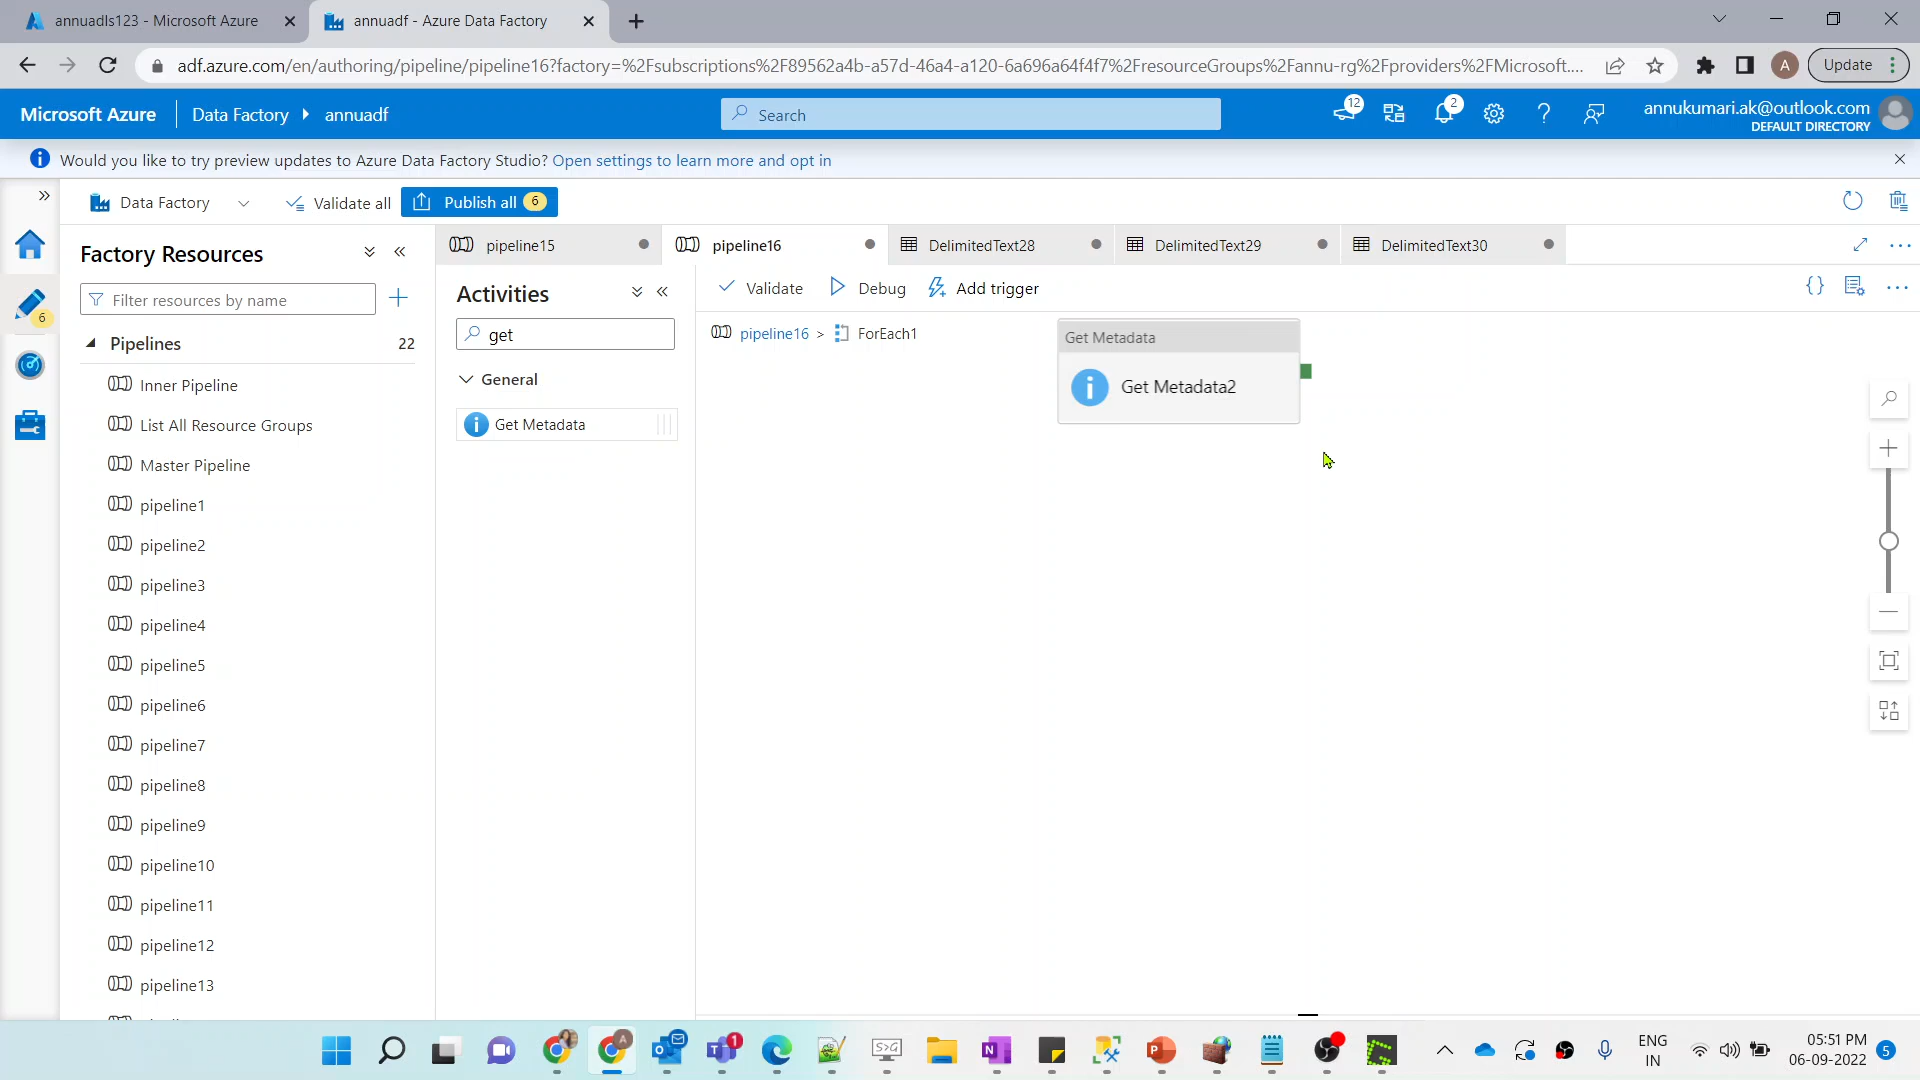 annuadls123 - Microsoft Azure
annuadf - Azure Data Factory
adf.azure.com/en/authoring/pipeline/pipeline16?factory=%2Fsubscriptions%2F89562a4b-a57d-46a4-a120-6a696a64f4f7%2FresourceGroups%2Fannu-rg%2Fproviders%2FMicrosoft....
A
Update
Microsoft Azure
Data Factory
annuadf
Search
12
2
annukumari.ak@outlook.com
DEFAULT DIRECTORY
Would you like to try preview updates to Azure Data Factory Studio? Open settings to learn more and opt in
Data Factory
Validate all
Publish all 6
Factory Resources
pipeline15
pipeline16
DelimitedText28
DelimitedText29
DelimitedText30
6
Filter resources by name
Activities
Validate
Debug
Add trigger
get
pipeline16 > ForEach1
Pipelines 22
General
Get Metadata
Get Metadata
Get Metadata2
Inner Pipeline
List All Resource Groups
Master Pipeline
pipeline1
pipeline2
pipeline3
pipeline4
pipeline5
pipeline6
pipeline7
pipeline8
pipeline9
pipeline10
pipeline11
pipeline12
pipeline13
A
1
S>G
N
P
ENG
IN
05:51 PM
06-09-2022
5